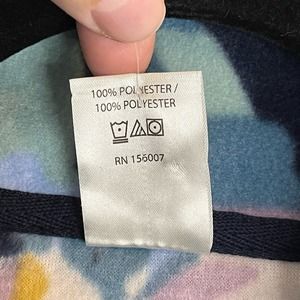 100% POLYESTER /
100% POLYESTER
RN 156007